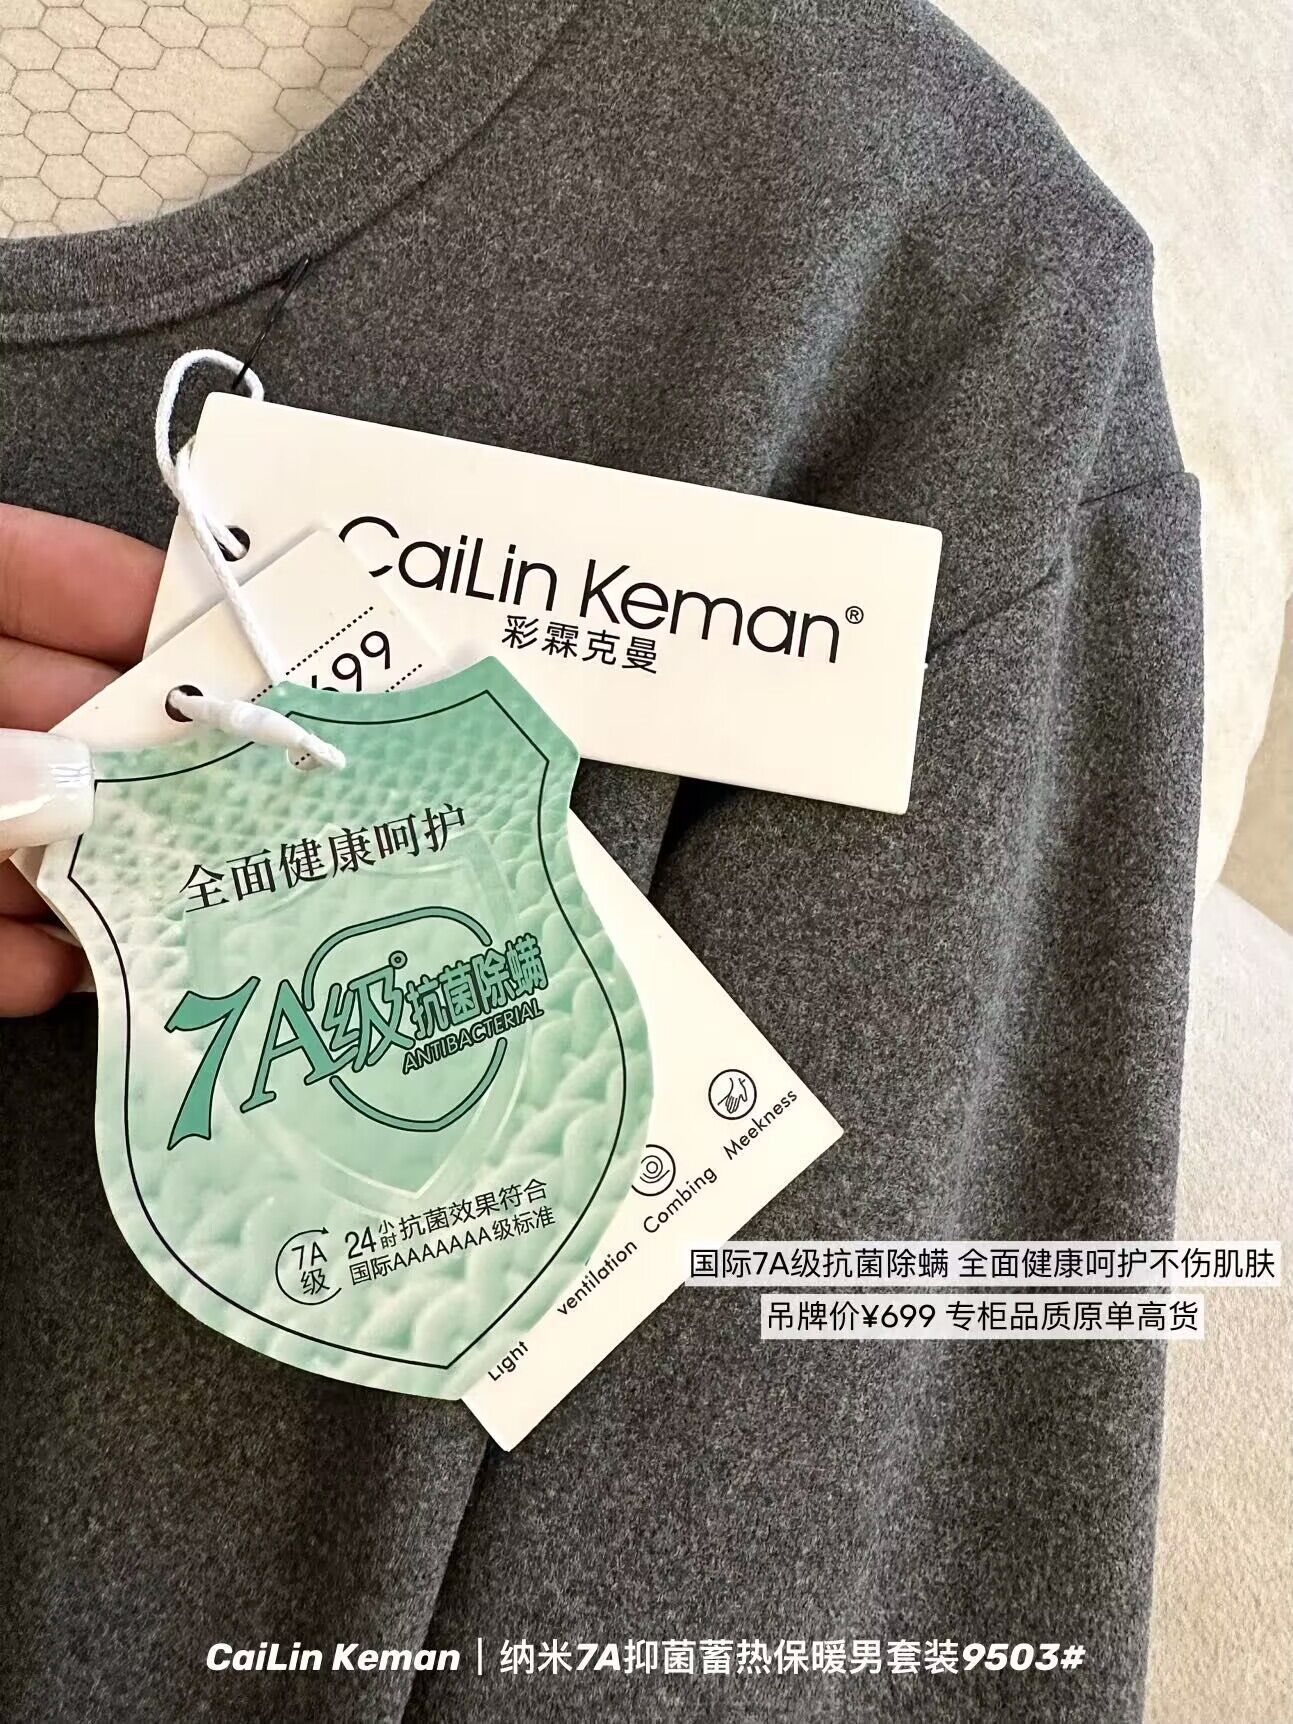 CaiLin Keman®
彩霖克曼
699
全面健康呵护
7A级抗菌除螨
ANTIBACTERIAL
7A级
24小时抗菌效果符合
国际AAAAAAA级标准
Light
ventilation
Combing
Meekness
国际7A级抗菌除螨 全面健康呵护不伤肌肤
吊牌价¥699 专柜品质原单高货
CaiLin Keman｜纳米7A抑菌蓄热保暖男套装9503#